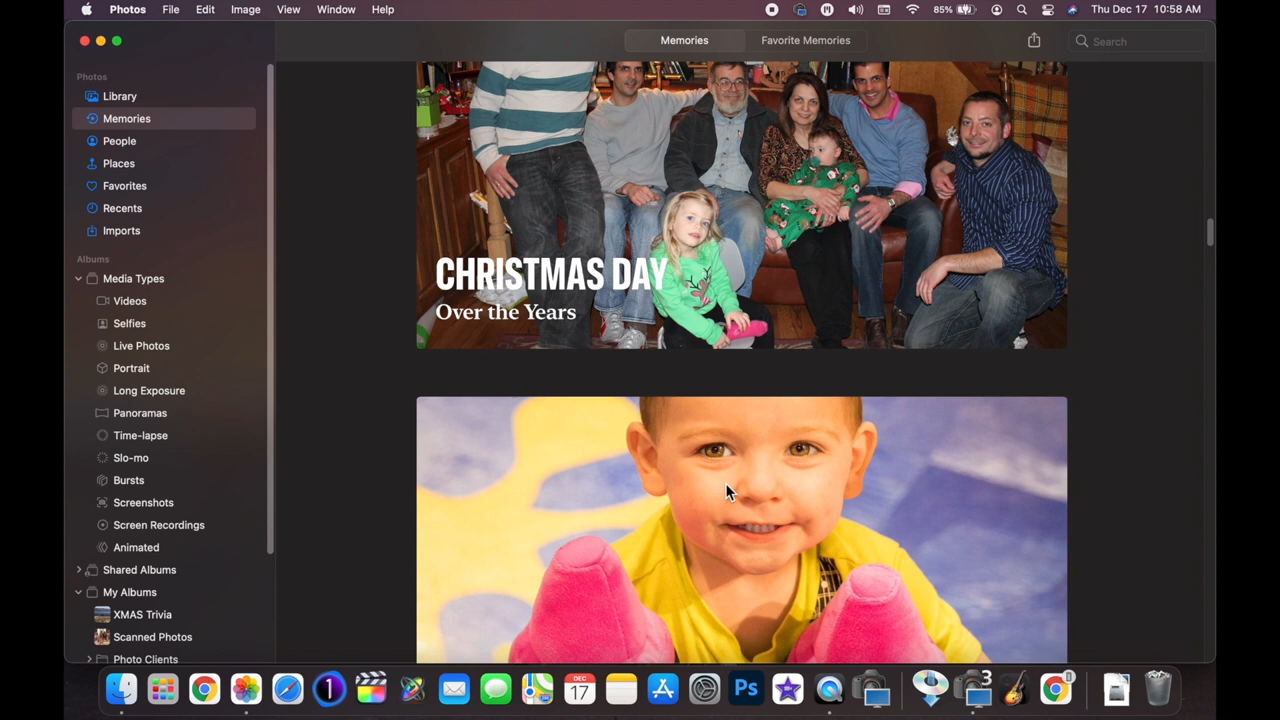 Photos File Edit Image View Window Help 85% Thu Dec 17 10:58 AM
Memories Favorite Memories Search
Photos
Library
Memories
People
Places
Favorites
Recents
Imports
Albums
Media Types
Videos
Selfies
Live Photos
Portrait
Long Exposure
Panoramas
Time-lapse
Slo-mo
Bursts
Screenshots
Screen Recordings
Animated
Shared Albums
My Albums
XMAS Trivia
Scanned Photos
Photo Clients
CHRISTMAS DAY
Over the Years
1
DEC
17
Ps
3